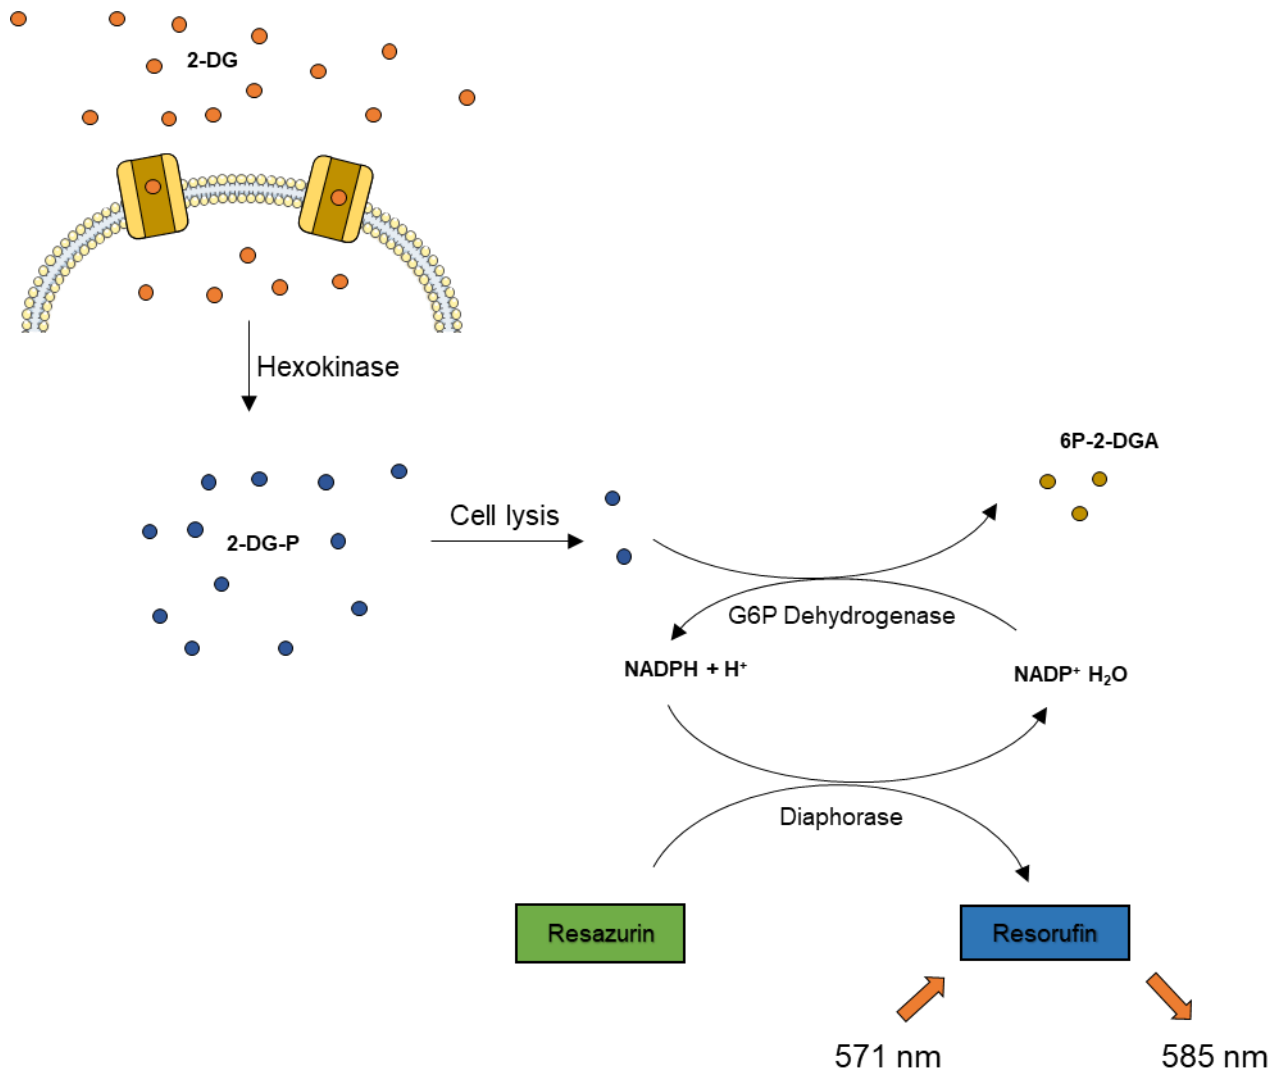 2-DG
Hexokinase
6P-2-DGA
Cell lysis
2-DG-P
G6P Dehydrogenase
NADPH + H⁺
NADP⁺ H₂O
Diaphorase
Resazurin
Resorufin
571 nm
585 nm